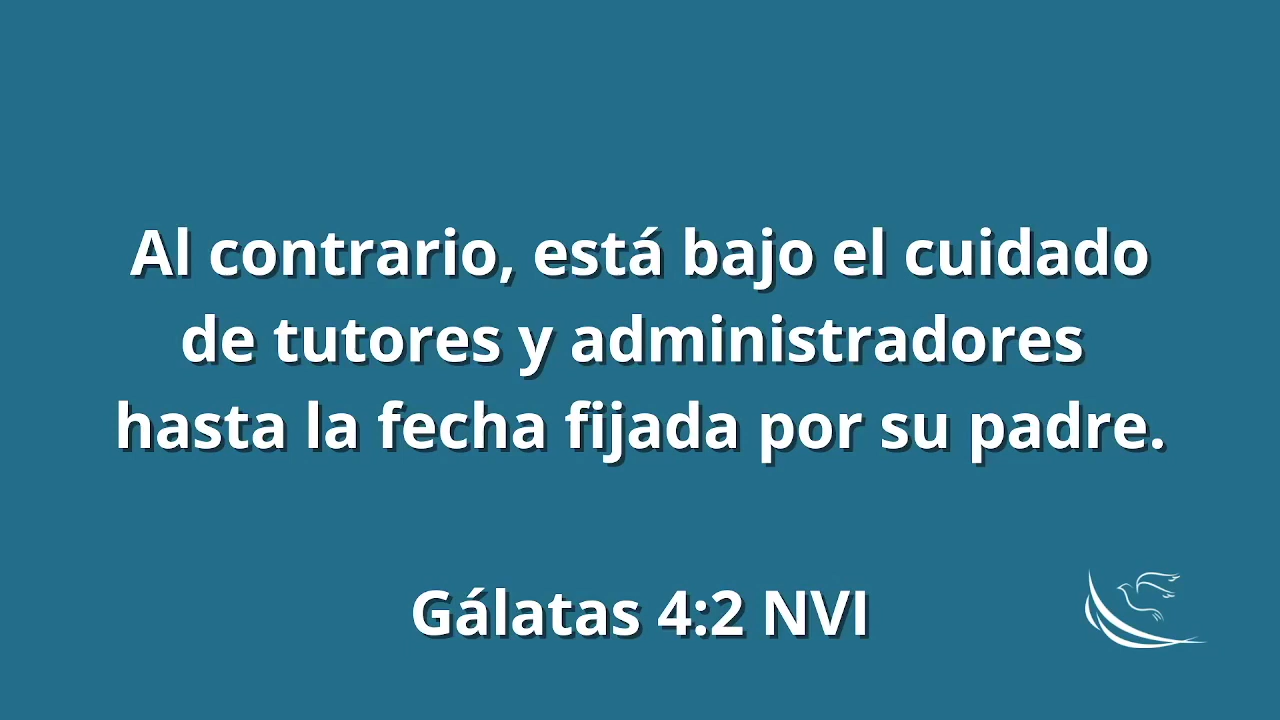 Al contrario, está bajo el cuidado
de tutores y administradores
hasta la fecha fijada por su padre.
Gálatas 4:2 NVI